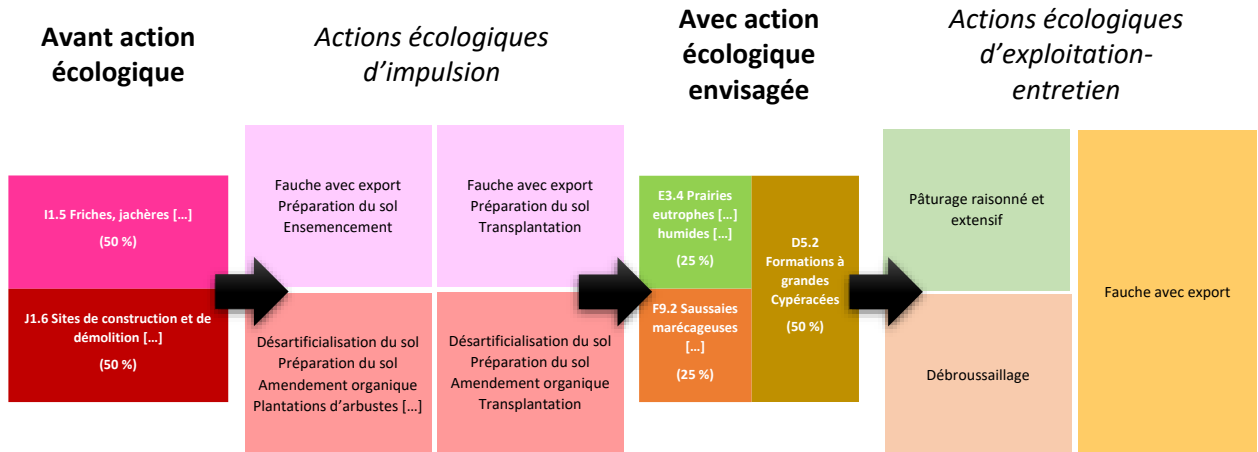 Avant action
écologique
Actions écologiques
d’impulsion
Avec action
écologique
envisagée
Actions écologiques
d’exploitation-
entretien
I1.5 Friches, jachères […]
(50 %)
J1.6 Sites de construction et de
démolition […]
(50 %)
Fauche avec export
Préparation du sol
Ensemencement
Fauche avec export
Préparation du sol
Transplantation
Désartificialisation du sol
Préparation du sol
Amendement organique
Plantations d’arbustes […]
Désartificialisation du sol
Préparation du sol
Amendement organique
Transplantation
E3.4 Prairies
eutrophes […]
humides […]
(25 %)
F9.2 Saussaies
marécageuses
[…]
(25 %)
D5.2
Formations à
grandes
Cypéracées
(50 %)
Pâturage raisonné et
extensif
Débroussaillage
Fauche avec export